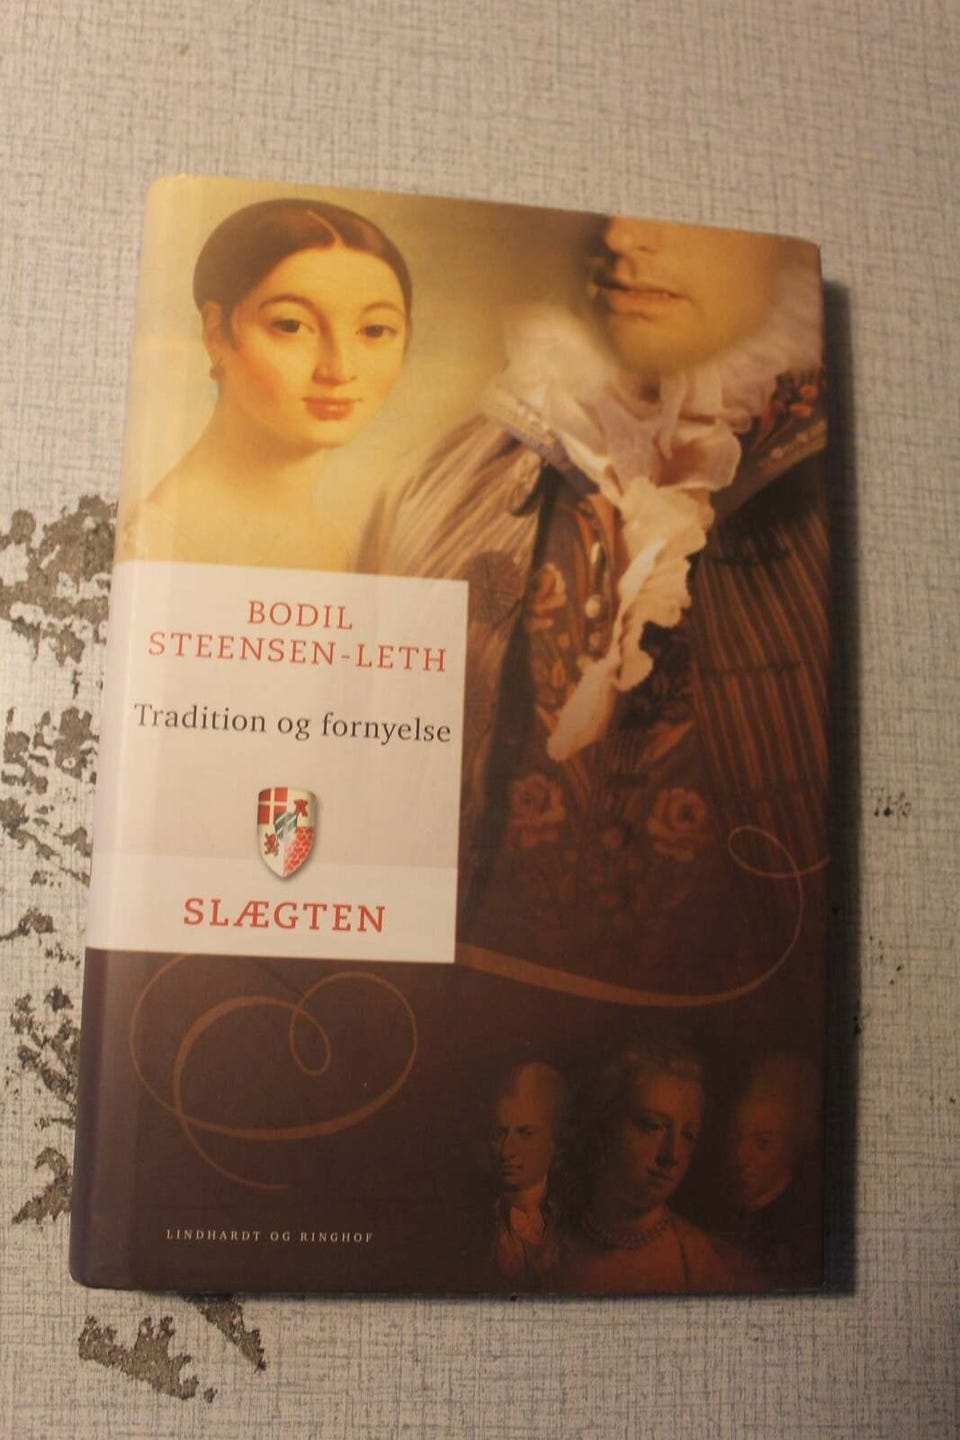 BODIL
STEENSEN-LETH
Tradition og fornyelse
SLÆGTEN
LINDHARDT OG RINGHOF